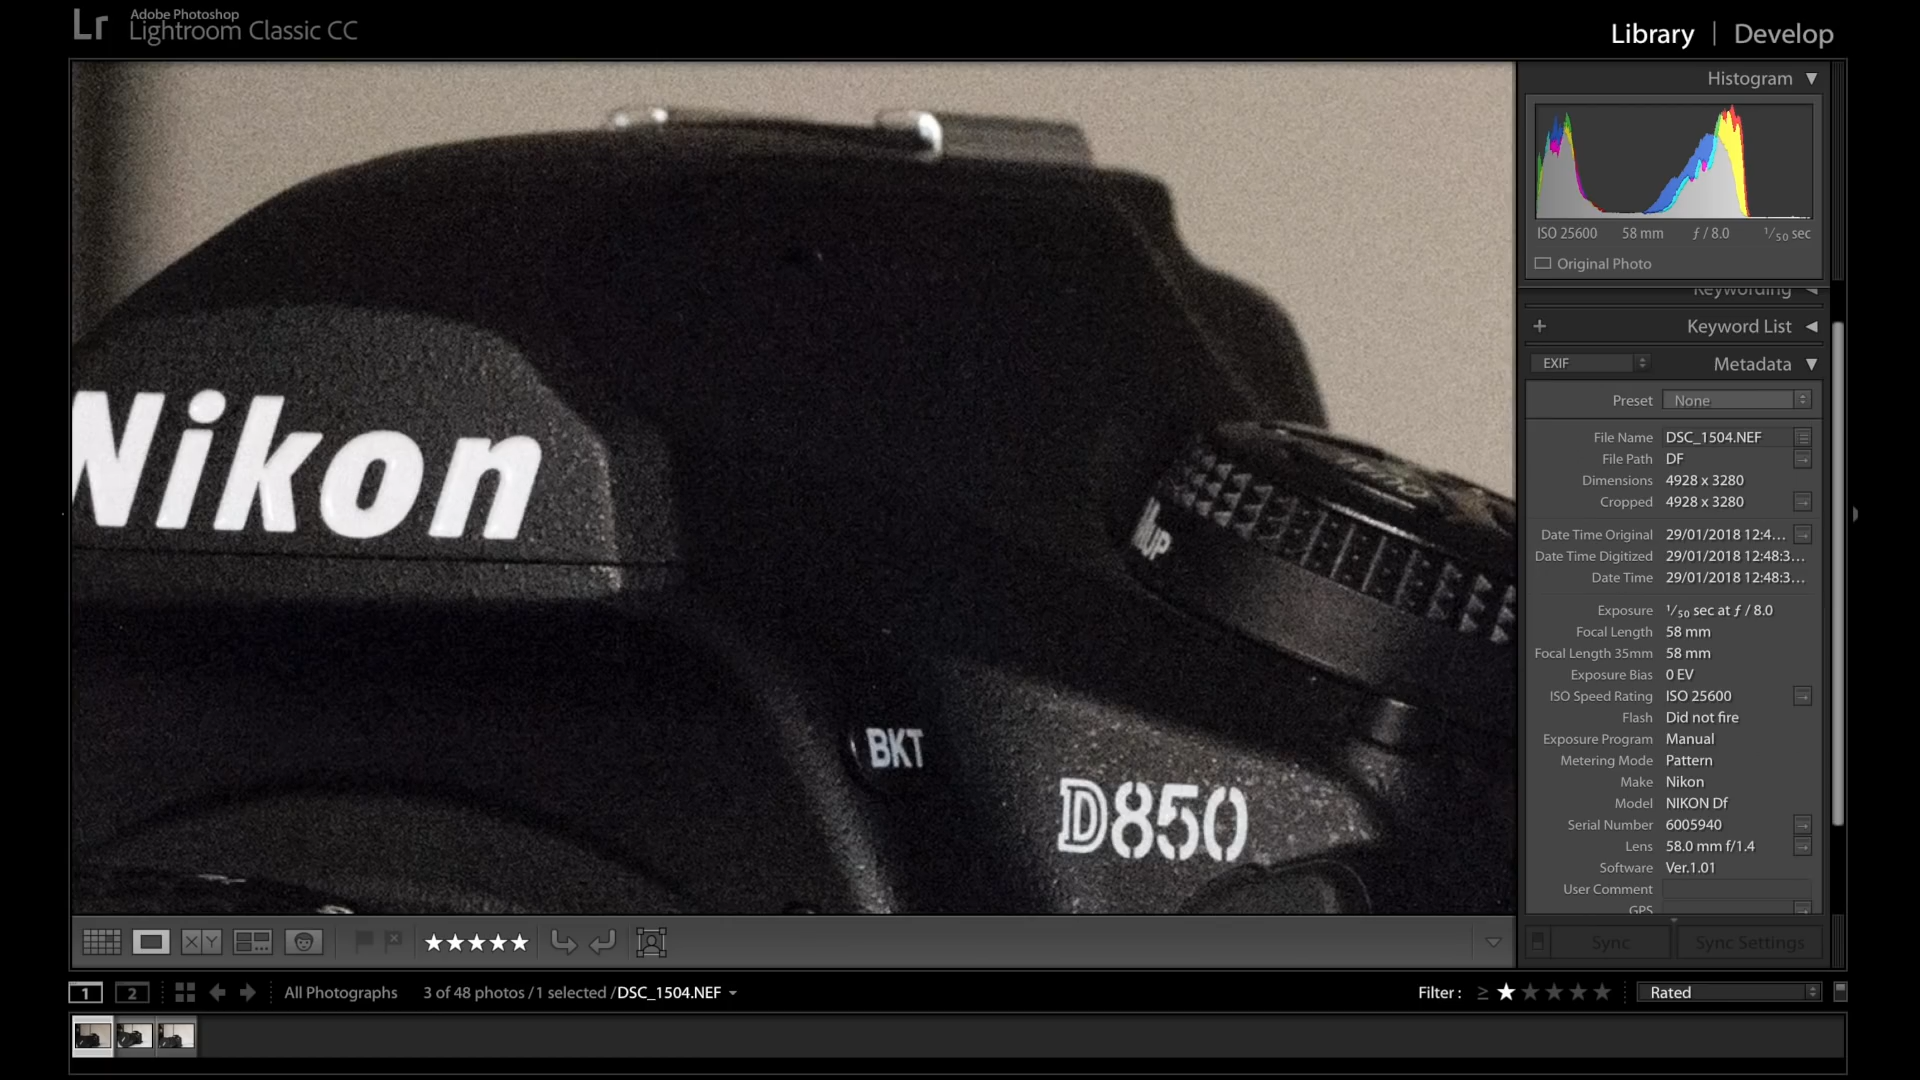 Lr Adobe Photoshop
Lightroom Classic CC
Library | Develop
Histogram
ISO 25600 58 mm ƒ / 8.0 1/50 sec
Original Photo
Keywording
+ Keyword List
EXIF Metadata
Preset None
File Name DSC_1504.NEF
File Path DF
Dimensions 4928 x 3280
Cropped 4928 x 3280
Date Time Original 29/01/2018 12:4...
Date Time Digitized 29/01/2018 12:48:3...
Date Time 29/01/2018 12:48:3...
Exposure 1/50 sec at ƒ / 8.0
Focal Length 58 mm
Focal Length 35mm 58 mm
Exposure Bias 0 EV
ISO Speed Rating ISO 25600
Flash Did not fire
Exposure Program Manual
Metering Mode Pattern
Make Nikon
Model NIKON Df
Serial Number 6005940
Lens 58.0 mm f/1.4
Software Ver.1.01
User Comment
GPS
Sync Sync Settings
Nikon
MUP
BKT
D850
X Y
1 2 All Photographs 3 of 48 photos / 1 selected / DSC_1504.NEF
Filter : ≥ ★★★★★ Rated